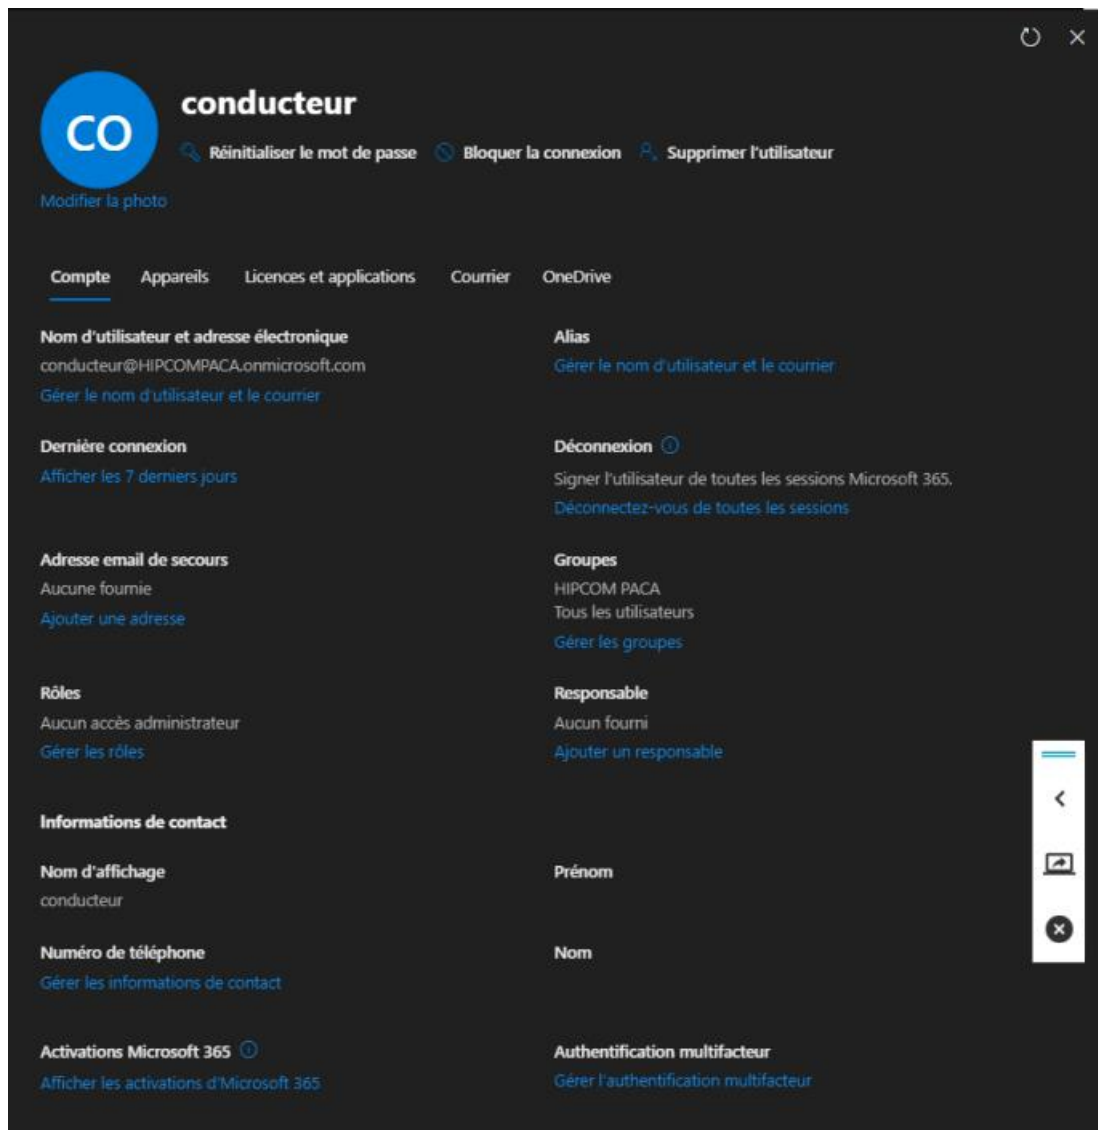 conducteur
CO
Réinitialiser le mot de passe Bloquer la connexion Supprimer l'utilisateur
Modifier la photo
Compte Appareils Licences et applications Courrier OneDrive
Nom d'utilisateur et adresse électronique
conducteur@HIPCOMPACA.onmicrosoft.com
Gérer le nom d'utilisateur et le courrier
Alias
Gérer le nom d'utilisateur et le courrier
Dernière connexion
Afficher les 7 derniers jours
Déconnexion
Signer l'utilisateur de toutes les sessions Microsoft 365.
Déconnectez-vous de toutes les sessions
Adresse email de secours
Aucune fournie
Ajouter une adresse
Groupes
HIPCOM PACA
Tous les utilisateurs
Gérer les groupes
Rôles
Aucun accès administrateur
Gérer les rôles
Responsable
Aucun fourni
Ajouter un responsable
Informations de contact
Nom d'affichage
conducteur
Prénom
Numéro de téléphone
Gérer les informations de contact
Nom
Activations Microsoft 365
Afficher les activations d'Microsoft 365
Authentification multifacteur
Gérer l'authentification multifacteur